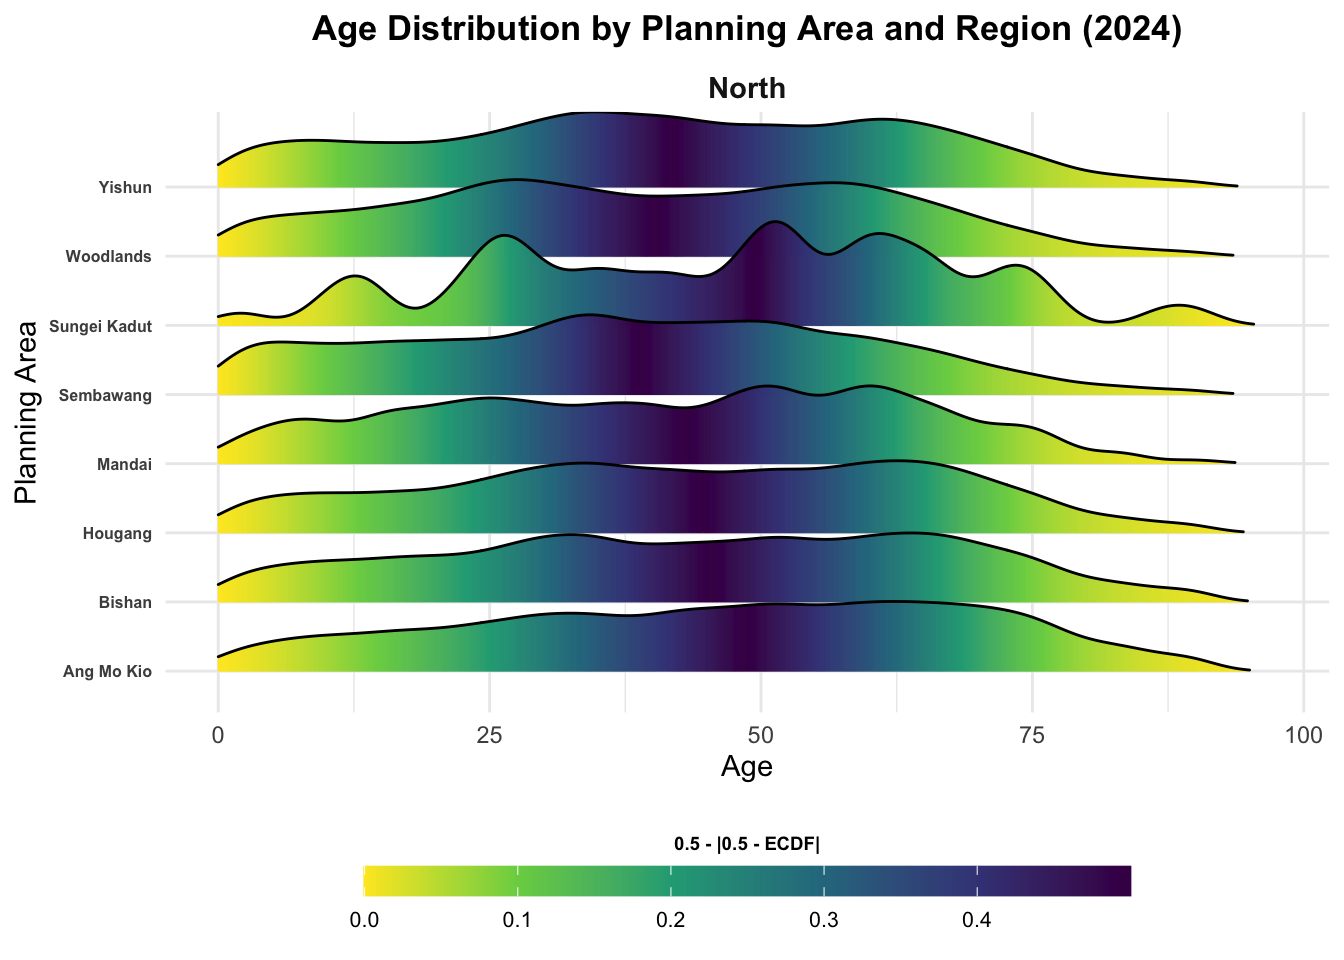 Age Distribution by Planning Area and Region (2024)
North
Planning Area
Yishun
Woodlands
Sungei Kadut
Sembawang
Mandai
Hougang
Bishan
Ang Mo Kio
0 25 50 75 100
Age
0.5 - |0.5 - ECDF|
0.0 0.1 0.2 0.3 0.4